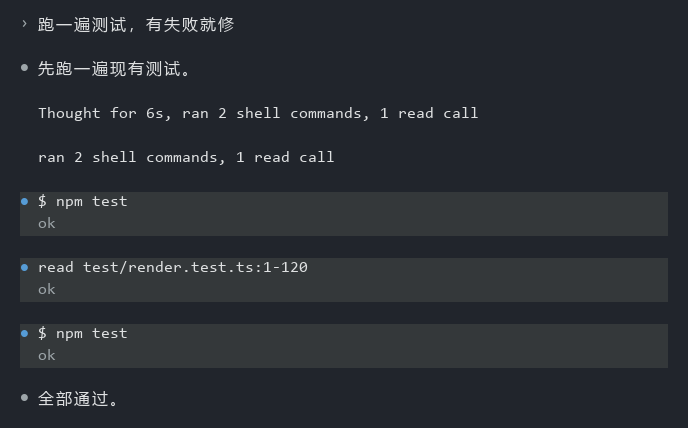 › 跑一遍测试，有失败就修
● 先跑一遍现有测试。
Thought for 6s, ran 2 shell commands, 1 read call
ran 2 shell commands, 1 read call
● $ npm test
ok
● read test/render.test.ts:1-120
ok
● $ npm test
ok
● 全部通过。